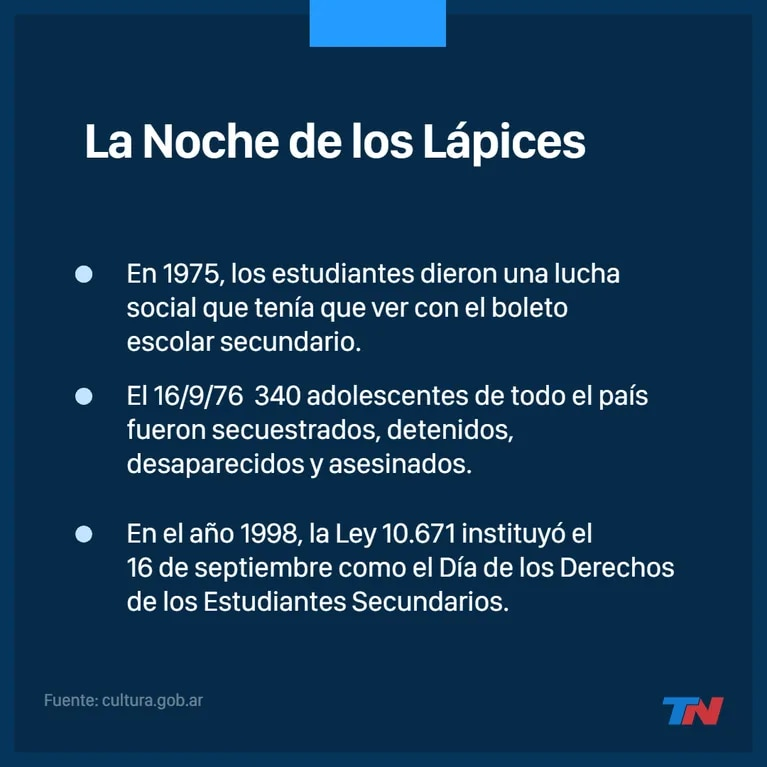 La Noche de los Lápices
En 1975, los estudiantes dieron una lucha
social que tenía que ver con el boleto
escolar secundario.
El 16/9/76  340 adolescentes de todo el país
fueron secuestrados, detenidos,
desaparecidos y asesinados.
En el año 1998, la Ley 10.671 instituyó el
16 de septiembre como el Día de los Derechos
de los Estudiantes Secundarios.
Fuente: cultura.gob.ar
TN